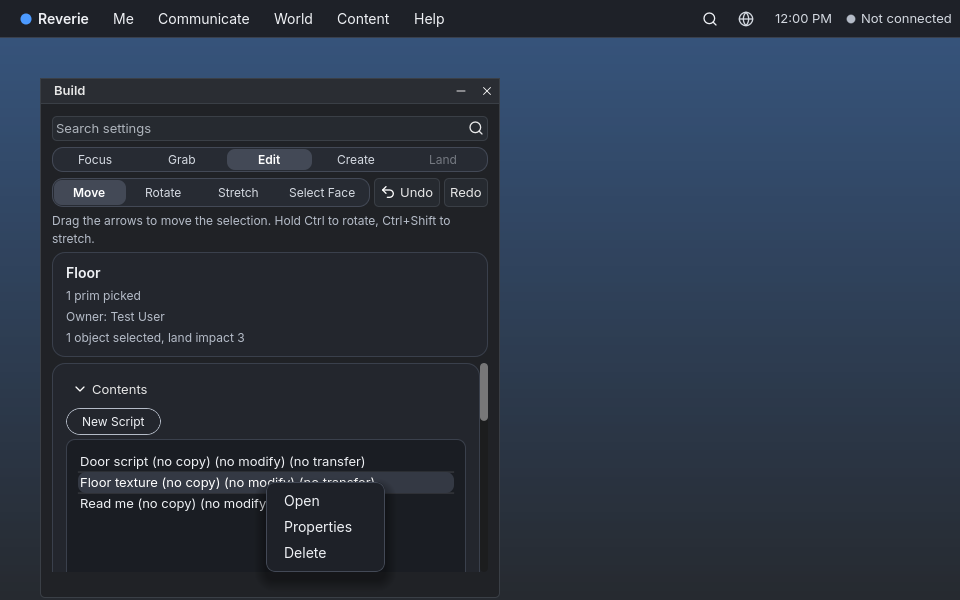 Reverie Me Communicate World Content Help 12:00 PM Not connected
Build
Search settings
Focus Grab Edit Create Land
Move Rotate Stretch Select Face Undo Redo
Drag the arrows to move the selection. Hold Ctrl to rotate, Ctrl+Shift to
stretch.
Floor
1 prim picked
Owner: Test User
1 object selected, land impact 3
Contents
New Script
Door script (no copy) (no modify) (no transfer)
Floor texture (no copy) (no modify) (no transfer)
Read me (no copy) (no modify
Open
Properties
Delete